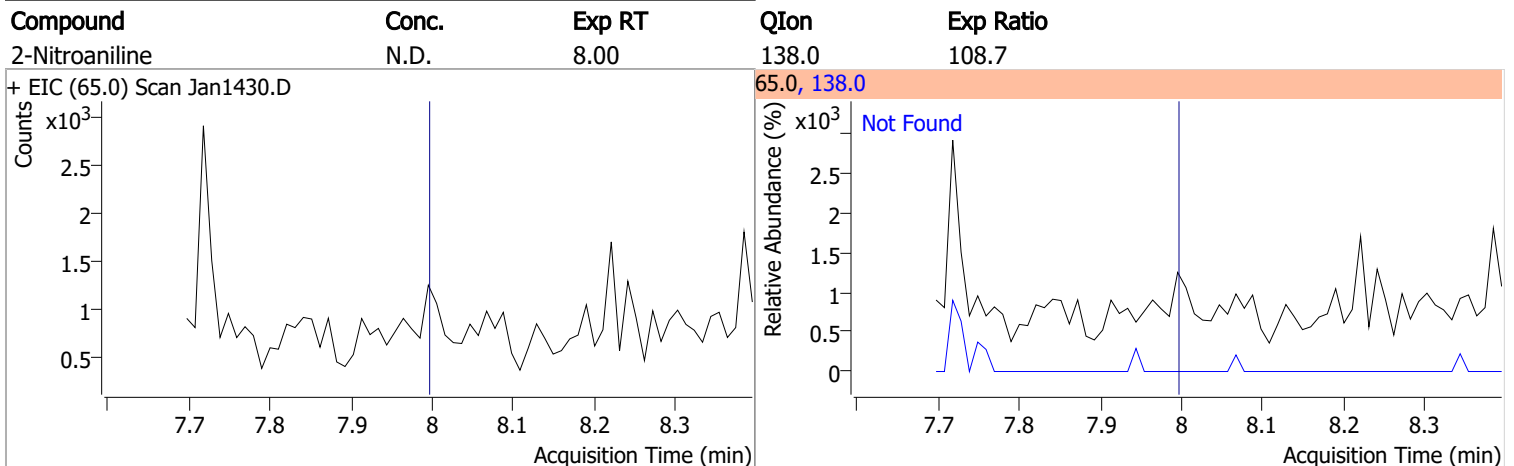 Compound Conc. Exp RT QIon Exp Ratio
2-Nitroaniline N.D. 8.00 138.0 108.7
+ EIC (65.0) Scan Jan1430.D
Counts
x10³
2.5
2
1.5
1
0.5
7.7 7.8 7.9 8 8.1 8.2 8.3
Acquisition Time (min)
65.0, 138.0
Relative Abundance (%)
x10³
Not Found
2.5
2
1.5
1
0.5
0
7.7 7.8 7.9 8 8.1 8.2 8.3
Acquisition Time (min)